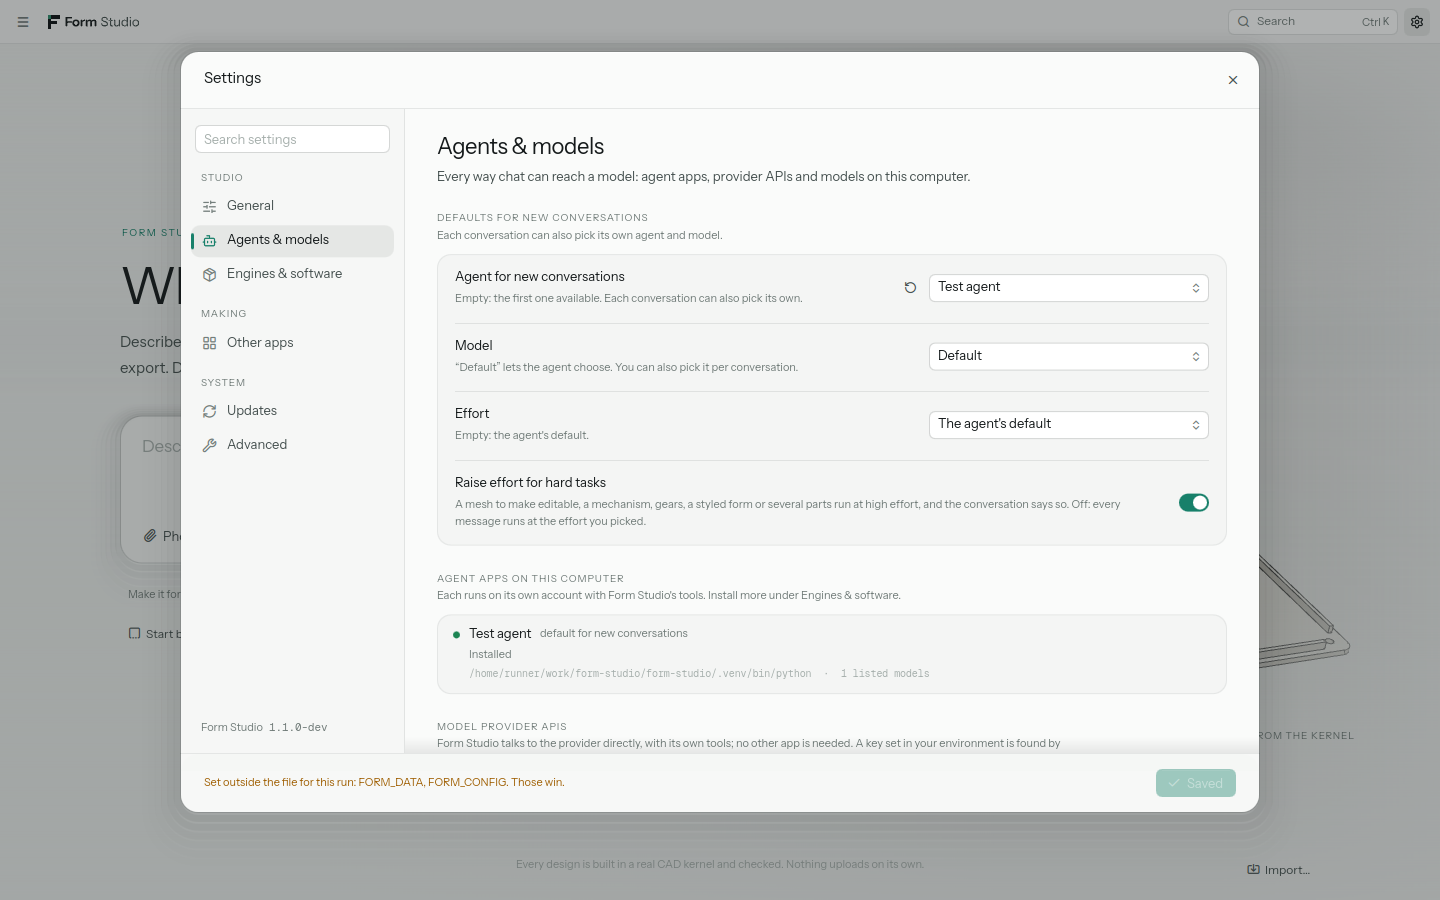 Form Studio
Search Ctrl K
Settings
Search settings
STUDIO
General
Agents & models
Engines & software
MAKING
Other apps
SYSTEM
Updates
Advanced
Form Studio 1.1.0-dev
Agents & models
Every way chat can reach a model: agent apps, provider APIs and models on this computer.
DEFAULTS FOR NEW CONVERSATIONS
Each conversation can also pick its own agent and model.
Agent for new conversations
Empty: the first one available. Each conversation can also pick its own.
Test agent
Model
“Default” lets the agent choose. You can also pick it per conversation.
Default
Effort
Empty: the agent's default.
The agent's default
Raise effort for hard tasks
A mesh to make editable, a mechanism, gears, a styled form or several parts run at high effort, and the conversation says so. Off: every
message runs at the effort you picked.
AGENT APPS ON THIS COMPUTER
Each runs on its own account with Form Studio's tools. Install more under Engines & software.
Test agent default for new conversations
Installed
/home/runner/work/form-studio/form-studio/.venv/bin/python · 1 listed models
MODEL PROVIDER APIS
Form Studio talks to the provider directly, with its own tools; no other app is needed. A key set in your environment is found by
Set outside the file for this run: FORM_DATA, FORM_CONFIG. Those win.
Saved
FORM
Describe
export.
Make it for
Start
ROM THE KERNEL
Every design is built in a real CAD kernel and checked. Nothing uploads on its own.
Import...